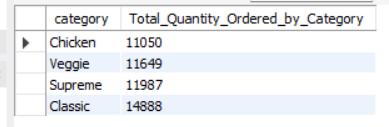 category Total_Quantity_Ordered_by_Category
Chicken 11050
Veggie 11649
Supreme 11987
Classic 14888